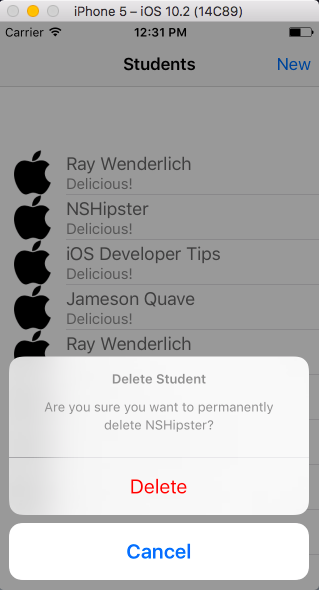 iPhone 5 – iOS 10.2 (14C89)
Carrier 12:31 PM
Students New
Ray Wenderlich
Delicious!
NSHipster
Delicious!
iOS Developer Tips
Delicious!
Jameson Quave
Delicious!
Ray Wenderlich
Delete Student
Are you sure you want to permanently
delete NSHipster?
Delete
Cancel